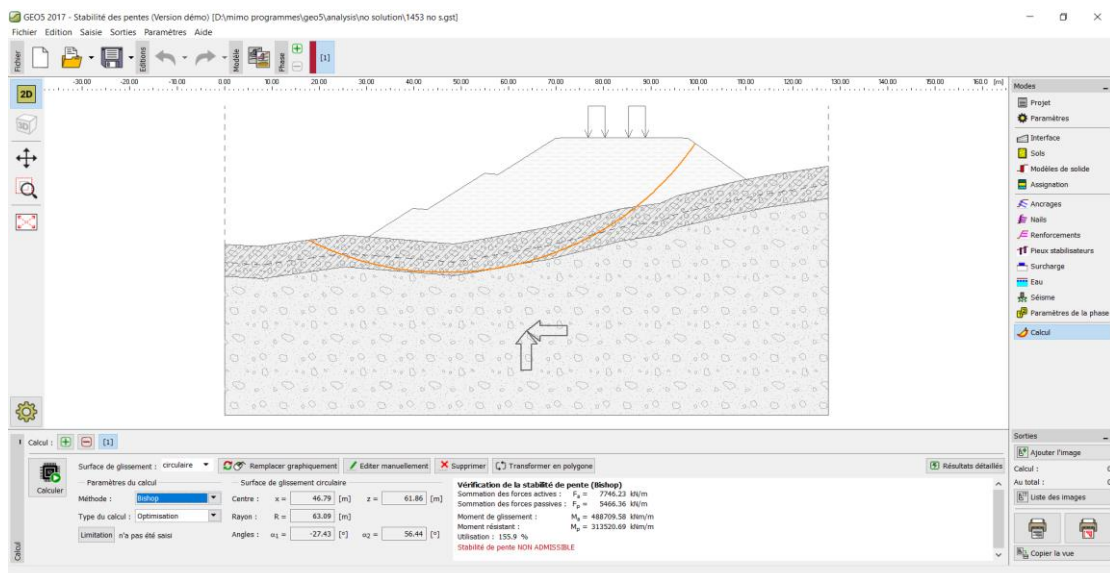 GEO5 2017 - Stabilité des pentes (Version démo) [D:\mimo programmes\geo5\analysis\no solution\1453 no s.gst]
Fichier Edition Saisie Sorties Paramètres Aide
Fichier Editions Modèle Phase [1]
-30.00 -20.00 -10.00 0.00 10.00 20.00 30.00 40.00 50.00 60.00 70.00 80.00 90.00 100.00 110.00 120.00 130.00 140.00 150.00 160.0 [m]
2D
3D
Modes
Projet
Paramètres
Interface
Sols
Modèles de solide
Assignation
Ancrages
Nails
Renforcements
Pieux stabilisateurs
Surcharge
Eau
Séisme
Paramètres de la phase
Calcul
Calcul : [1]
Calculer
Surface de glissement : circulaire Remplacer graphiquement Editer manuellement Supprimer Transformer en polygone Résultats détaillés
Paramètres du calcul
Méthode : Bishop
Type du calcul : Optimisation
Limitation n'a pas été saisi
Surface de glissement circulaire
Centre : x = 46.79 [m] z = 61.86 [m]
Rayon : R = 63.09 [m]
Angles : α1 = -27.43 [°] α2 = 56.44 [°]
Vérification de la stabilité de pente (Bishop)
Sommation des forces actives : Fa = 7746.23 kN/m
Sommation des forces passives : Fp = 5466.36 kN/m
Moment de glissement : Ma = 488709.58 kNm/m
Moment résistant : Mp = 313520.69 kNm/m
Utilisation : 155.9 %
Stabilité de pente NON ADMISSIBLE
Calcul
Sorties
Ajouter l'image
Calcul : 0
Au total : 0
Liste des images
Copier la vue